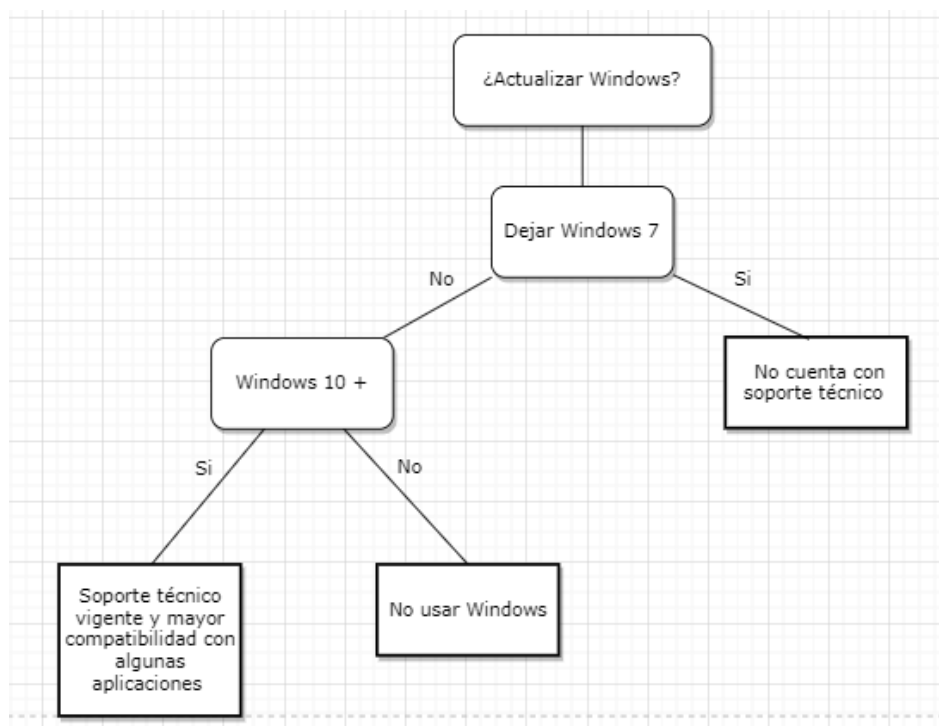 ¿Actualizar Windows?
Dejar Windows 7
No
Si
Windows 10 +
No cuenta con
soporte técnico
Si
No
Soporte técnico
vigente y mayor
compatibilidad con
algunas
aplicaciones
No usar Windows